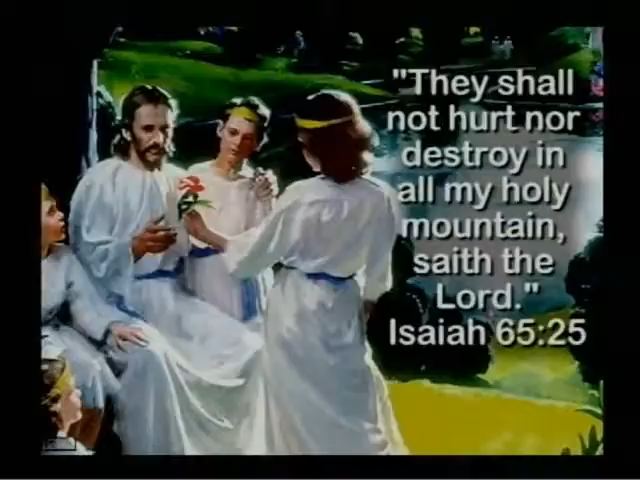 "They shall
not hurt nor
destroy in
all my holy
mountain,
saith the
Lord."
Isaiah 65:25